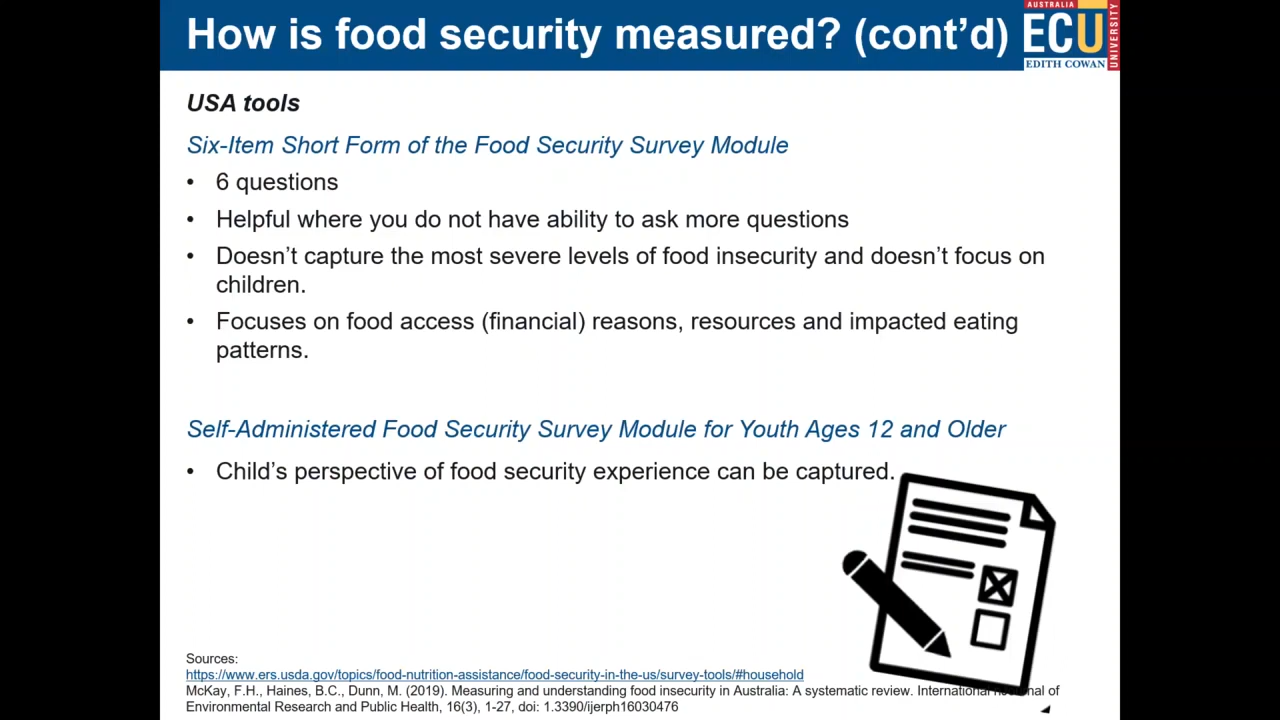 How is food security measured? (cont’d)
AUSTRALIA
ECU
EDITH COWAN
UNIVERSITY
USA tools
Six-Item Short Form of the Food Security Survey Module
• 6 questions
• Helpful where you do not have ability to ask more questions
• Doesn’t capture the most severe levels of food insecurity and doesn’t focus on
children.
• Focuses on food access (financial) reasons, resources and impacted eating
patterns.
Self-Administered Food Security Survey Module for Youth Ages 12 and Older
• Child’s perspective of food security experience can be captured.
Sources:
https://www.ers.usda.gov/topics/food-nutrition-assistance/food-security-in-the-us/survey-tools/#household
McKay, F.H., Haines, B.C., Dunn, M. (2019). Measuring and understanding food insecurity in Australia: A systematic review. International of
Environmental Research and Public Health, 16(3), 1-27, doi: 1.3390/ijerph16030476